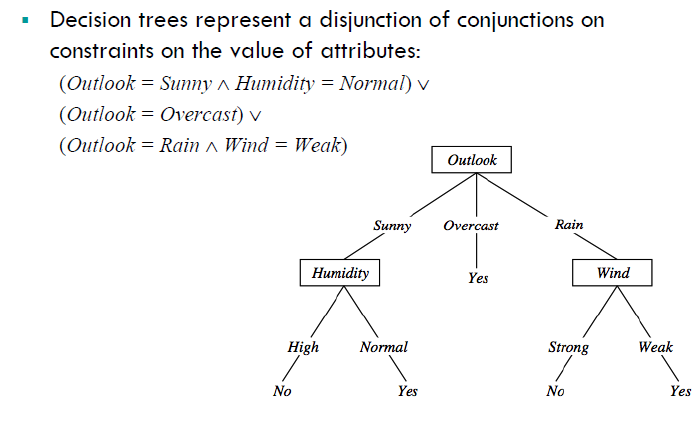 ▪ Decision trees represent a disjunction of conjunctions on
constraints on the value of attributes:
(Outlook = Sunny ∧ Humidity = Normal) ∨
(Outlook = Overcast) ∨
(Outlook = Rain ∧ Wind = Weak)
Outlook
Sunny Overcast Rain
Humidity Yes Wind
High Normal Strong Weak
No Yes No Yes